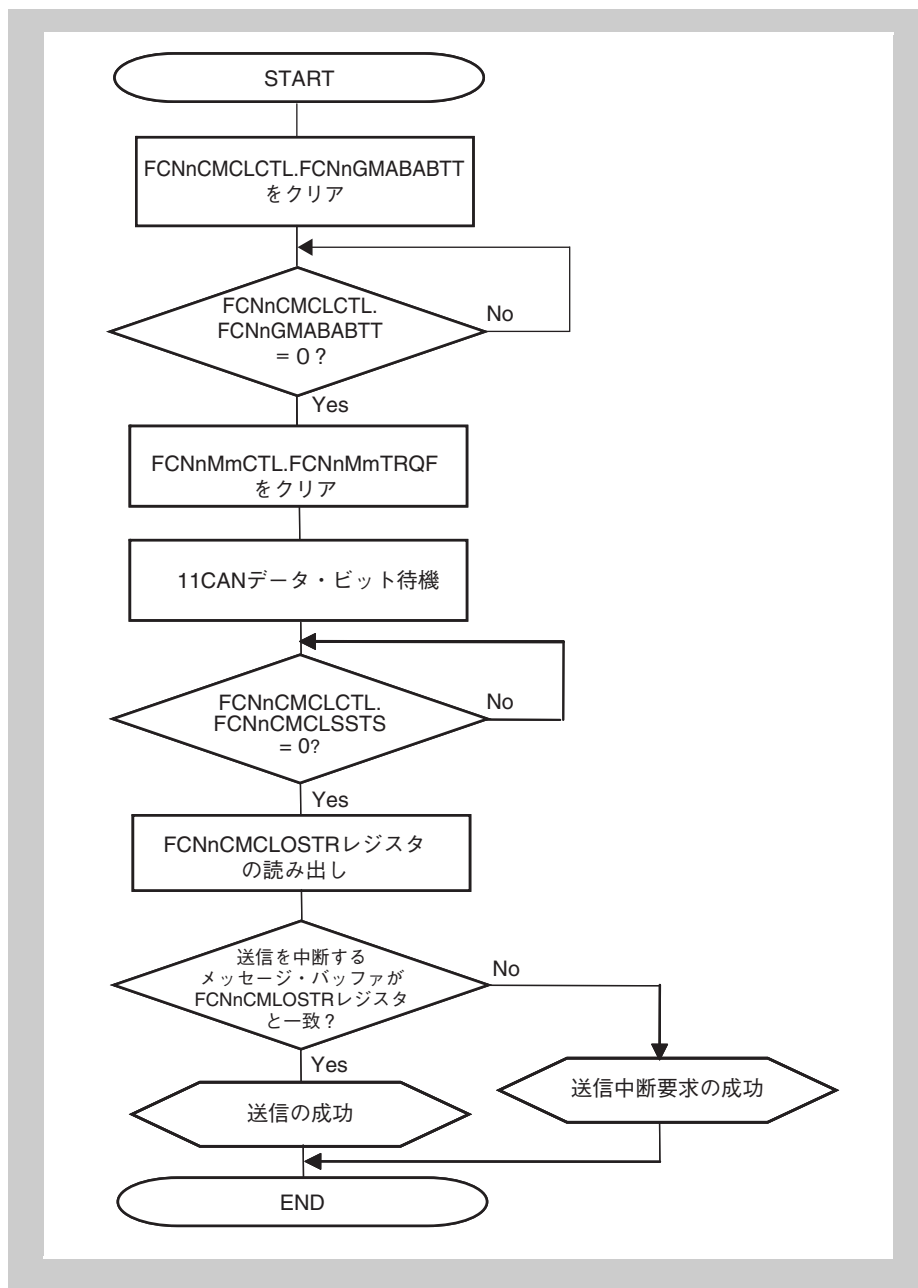 START
FCNnCMCLCTL.FCNnGMABABTT
をクリア
FCNnCMCLCTL.
FCNnGMABABTT
= 0 ?
No
Yes
FCNnMmCTL.FCNnMmTRQF
をクリア
11CANデータ・ビット待機
FCNnCMCLCTL.
FCNnCMCLSSTS
= 0?
No
Yes
FCNnCMCLOSTRレジスタ
の読み出し
送信を中断する
メッセージ・バッファが
FCNnCMLOSTRレジスタ
と一致？
No
Yes
送信中断要求の成功
送信の成功
END